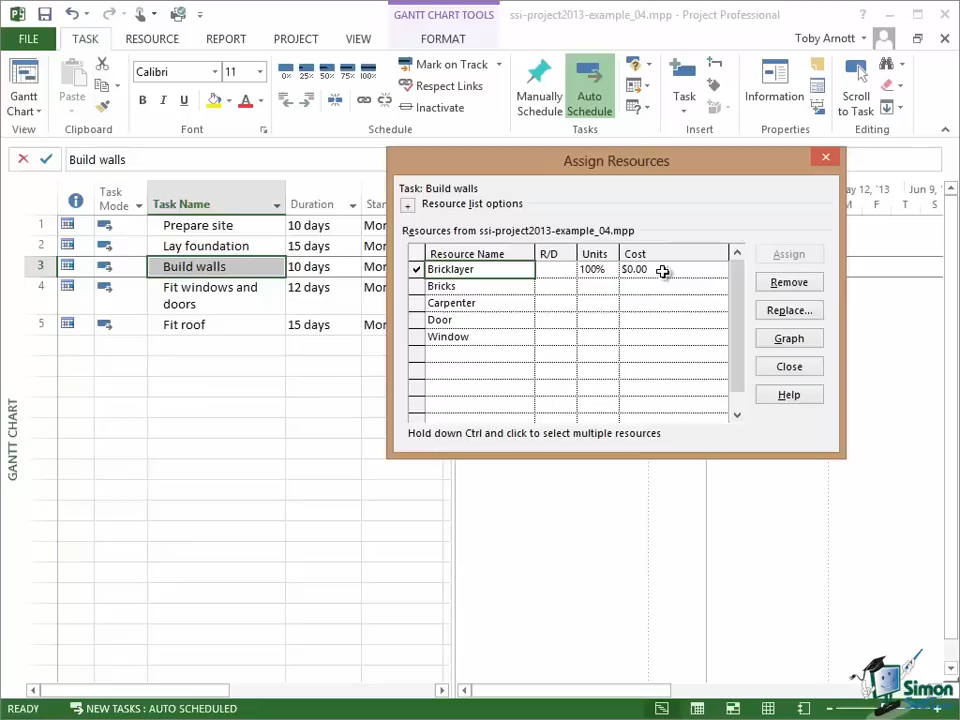 GANTT CHART TOOLS
ssi-project2013-example_04.mpp - Project Professional
FILE
TASK
RESOURCE
REPORT
PROJECT
VIEW
FORMAT
Toby Arnott
Gantt Chart
View
Paste
Clipboard
Calibri
11
B I U
A
Font
0% 25% 50% 75% 100%
Mark on Track
Respect Links
Inactivate
Schedule
Manually Schedule
Auto Schedule
Tasks
Task
Insert
Information
Properties
Scroll to Task
Editing
Build walls
Task Mode
Task Name
Duration
May 12, '13
Jun 9,
F T S
1 Prepare site 10 days Mon
2 Lay foundation 15 days Mon
3 Build walls 10 days Mon
4 Fit windows and doors 12 days Mon
5 Fit roof 15 days Mon
GANTT CHART
Assign Resources
Task: Build walls
+ Resource list options
Resources from ssi-project2013-example_04.mpp
Resource Name R/D Units Cost
Bricklayer 100% $0.00
Bricks
Carpenter
Door
Window
Assign
Remove
Replace...
Graph
Close
Help
Hold down Ctrl and click to select multiple resources
READY
NEW TASKS : AUTO SCHEDULED
Simon